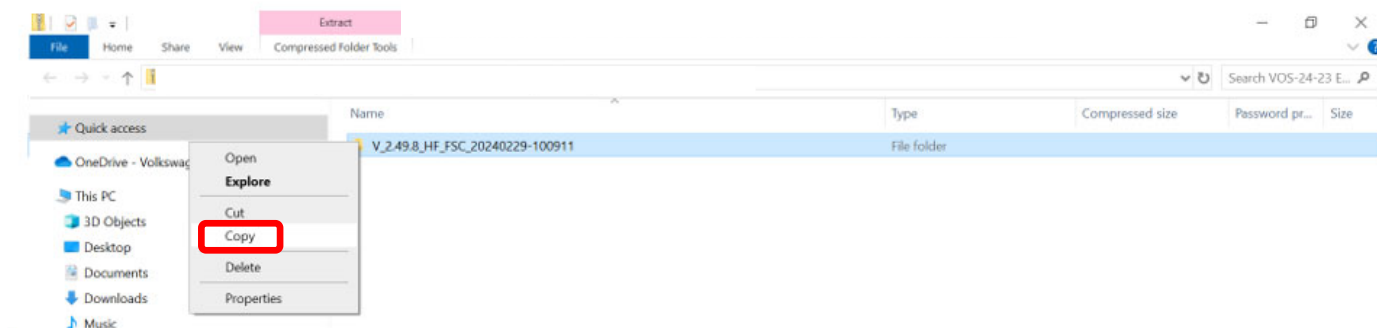 Extract
File Home Share View Compressed Folder Tools
Search VOS-24-23 E...
Name Type Compressed size Password pr... Size
Quick access
V_2.49.8_HF_FSC_20240229-100911 File folder
OneDrive - Volkswag
Open
Explore
This PC
Cut
3D Objects
Copy
Desktop
Delete
Documents
Downloads
Properties
Music